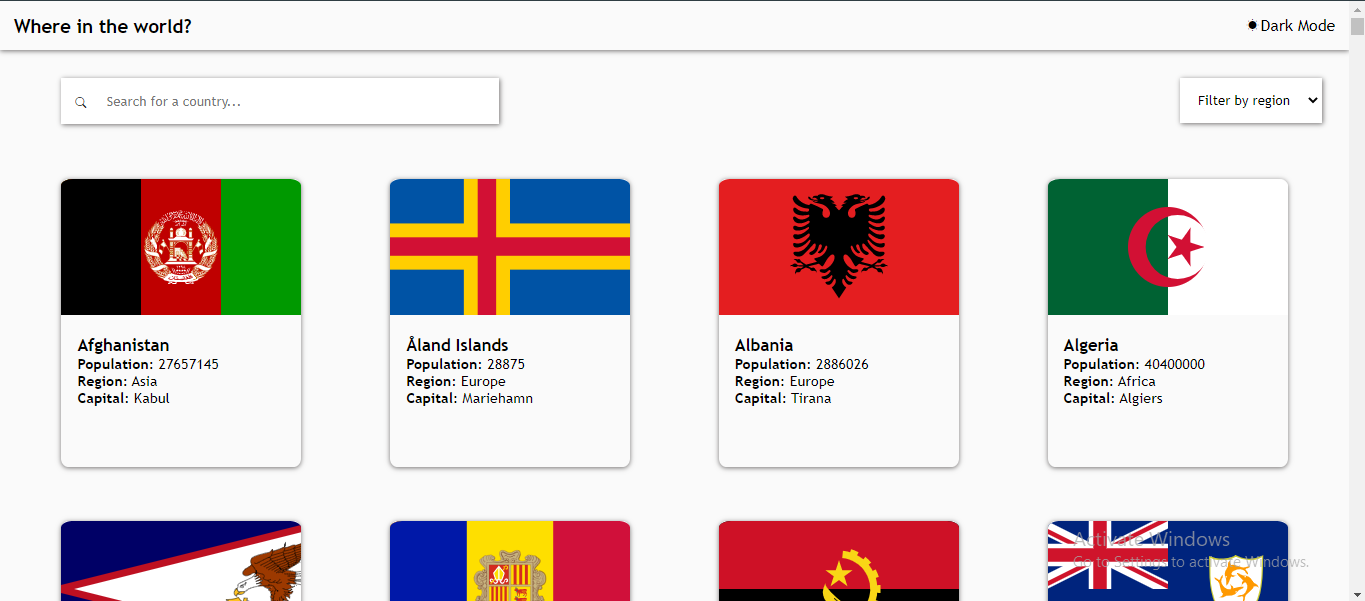 Where in the world?
Dark Mode
Search for a country...
Filter by region
Afghanistan
Population: 27657145
Region: Asia
Capital: Kabul
Åland Islands
Population: 28875
Region: Europe
Capital: Mariehamn
Albania
Population: 2886026
Region: Europe
Capital: Tirana
Algeria
Population: 40400000
Region: Africa
Capital: Algiers
Activate Windows
Go to Settings to activate Windows.